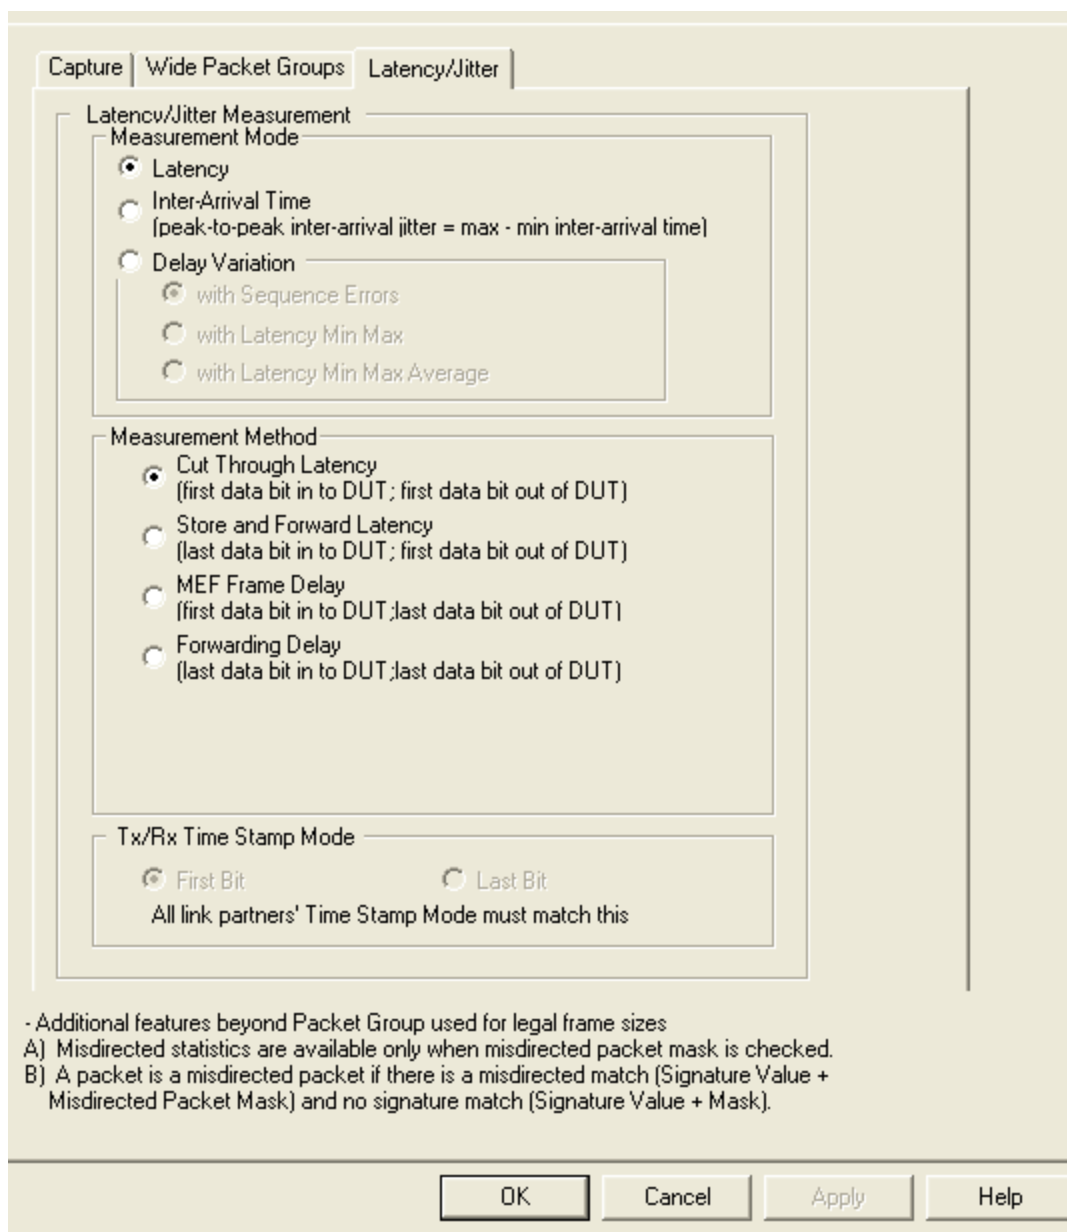 Capture
Wide Packet Groups
Latency/Jitter
Latency/Jitter Measurement
Measurement Mode
Latency
Inter-Arrival Time
(peak-to-peak inter-arrival jitter = max - min inter-arrival time)
Delay Variation
with Sequence Errors
with Latency Min Max
with Latency Min Max Average
Measurement Method
Cut Through Latency
(first data bit in to DUT; first data bit out of DUT)
Store and Forward Latency
(last data bit in to DUT; first data bit out of DUT)
MEF Frame Delay
(first data bit in to DUT;last data bit out of DUT)
Forwarding Delay
(last data bit in to DUT;last data bit out of DUT)
Tx/Rx Time Stamp Mode
First Bit
Last Bit
All link partners' Time Stamp Mode must match this
- Additional features beyond Packet Group used for legal frame sizes
A) Misdirected statistics are available only when misdirected packet mask is checked.
B) A packet is a misdirected packet if there is a misdirected match (Signature Value +
Misdirected Packet Mask) and no signature match (Signature Value + Mask).
OK
Cancel
Apply
Help